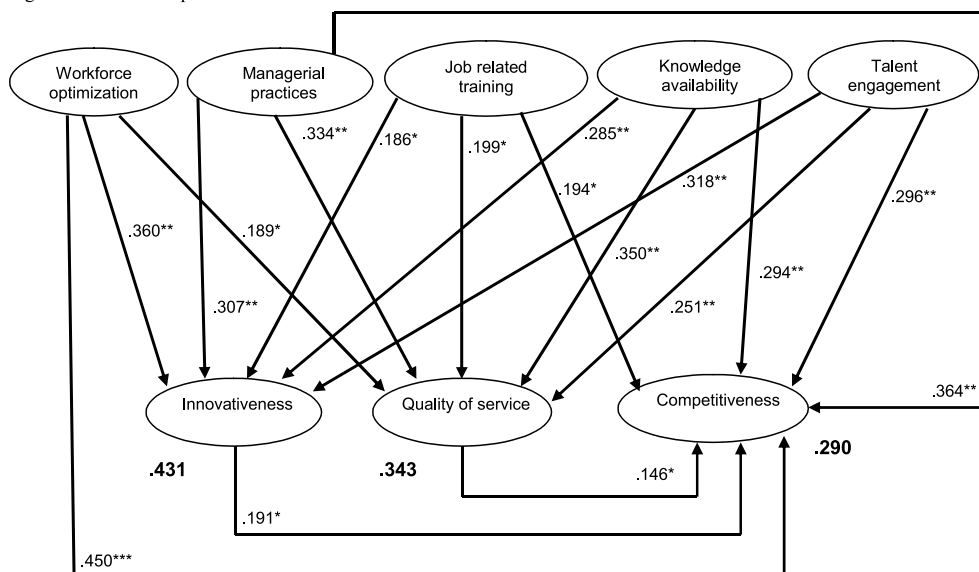 Workforce
optimization
Managerial
practices
Job related
training
Knowledge
availability
Talent
engagement
.334**
.186*
.199*
.285**
.194*
.318**
.296**
.360**
.189*
.350**
.294**
.307**
.251**
Innovativeness
Quality of service
Competitiveness
.364**
.431
.343
.290
.146*
.191*
.450***